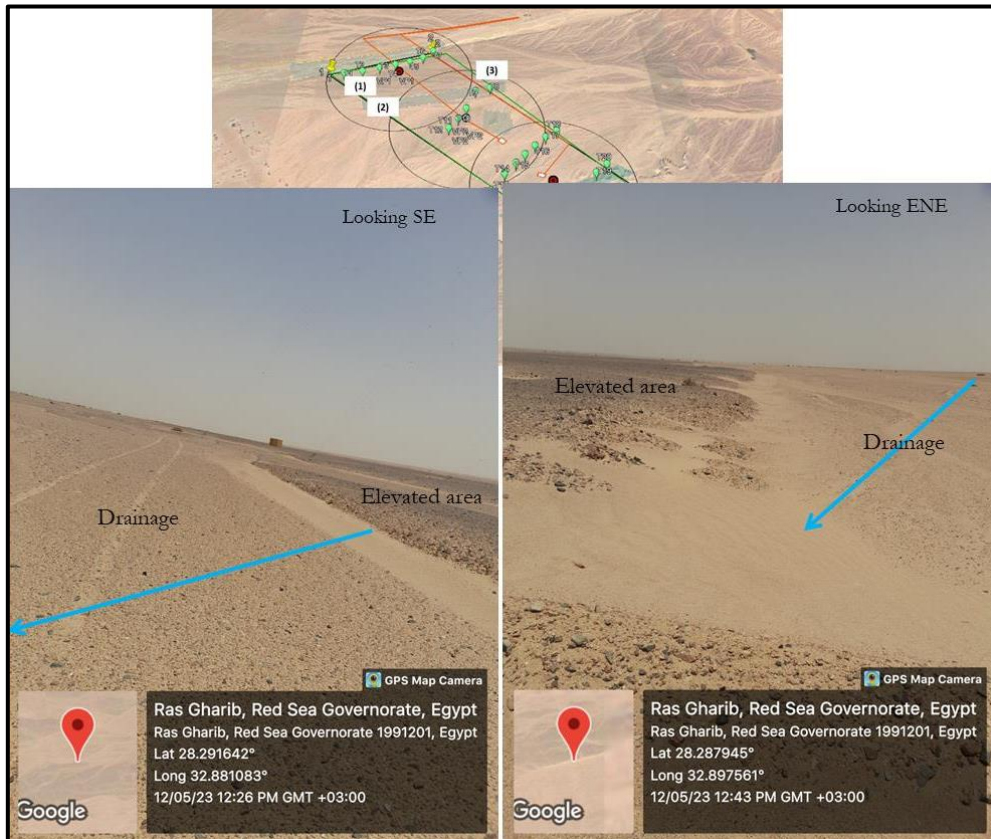 (1)
(2)
(3)
Looking SE
Elevated area
Drainage
GPS Map Camera
Ras Gharib, Red Sea Governorate, Egypt
Ras Gharib, Red Sea Governorate 1991201, Egypt
Lat 28.291642°
Long 32.881083°
12/05/23 12:26 PM GMT +03:00
Google
Looking ENE
Elevated area
Drainage
GPS Map Camera
Ras Gharib, Red Sea Governorate, Egypt
Ras Gharib, Red Sea Governorate 1991201, Egypt
Lat 28.287945°
Long 32.897561°
12/05/23 12:43 PM GMT +03:00
Google